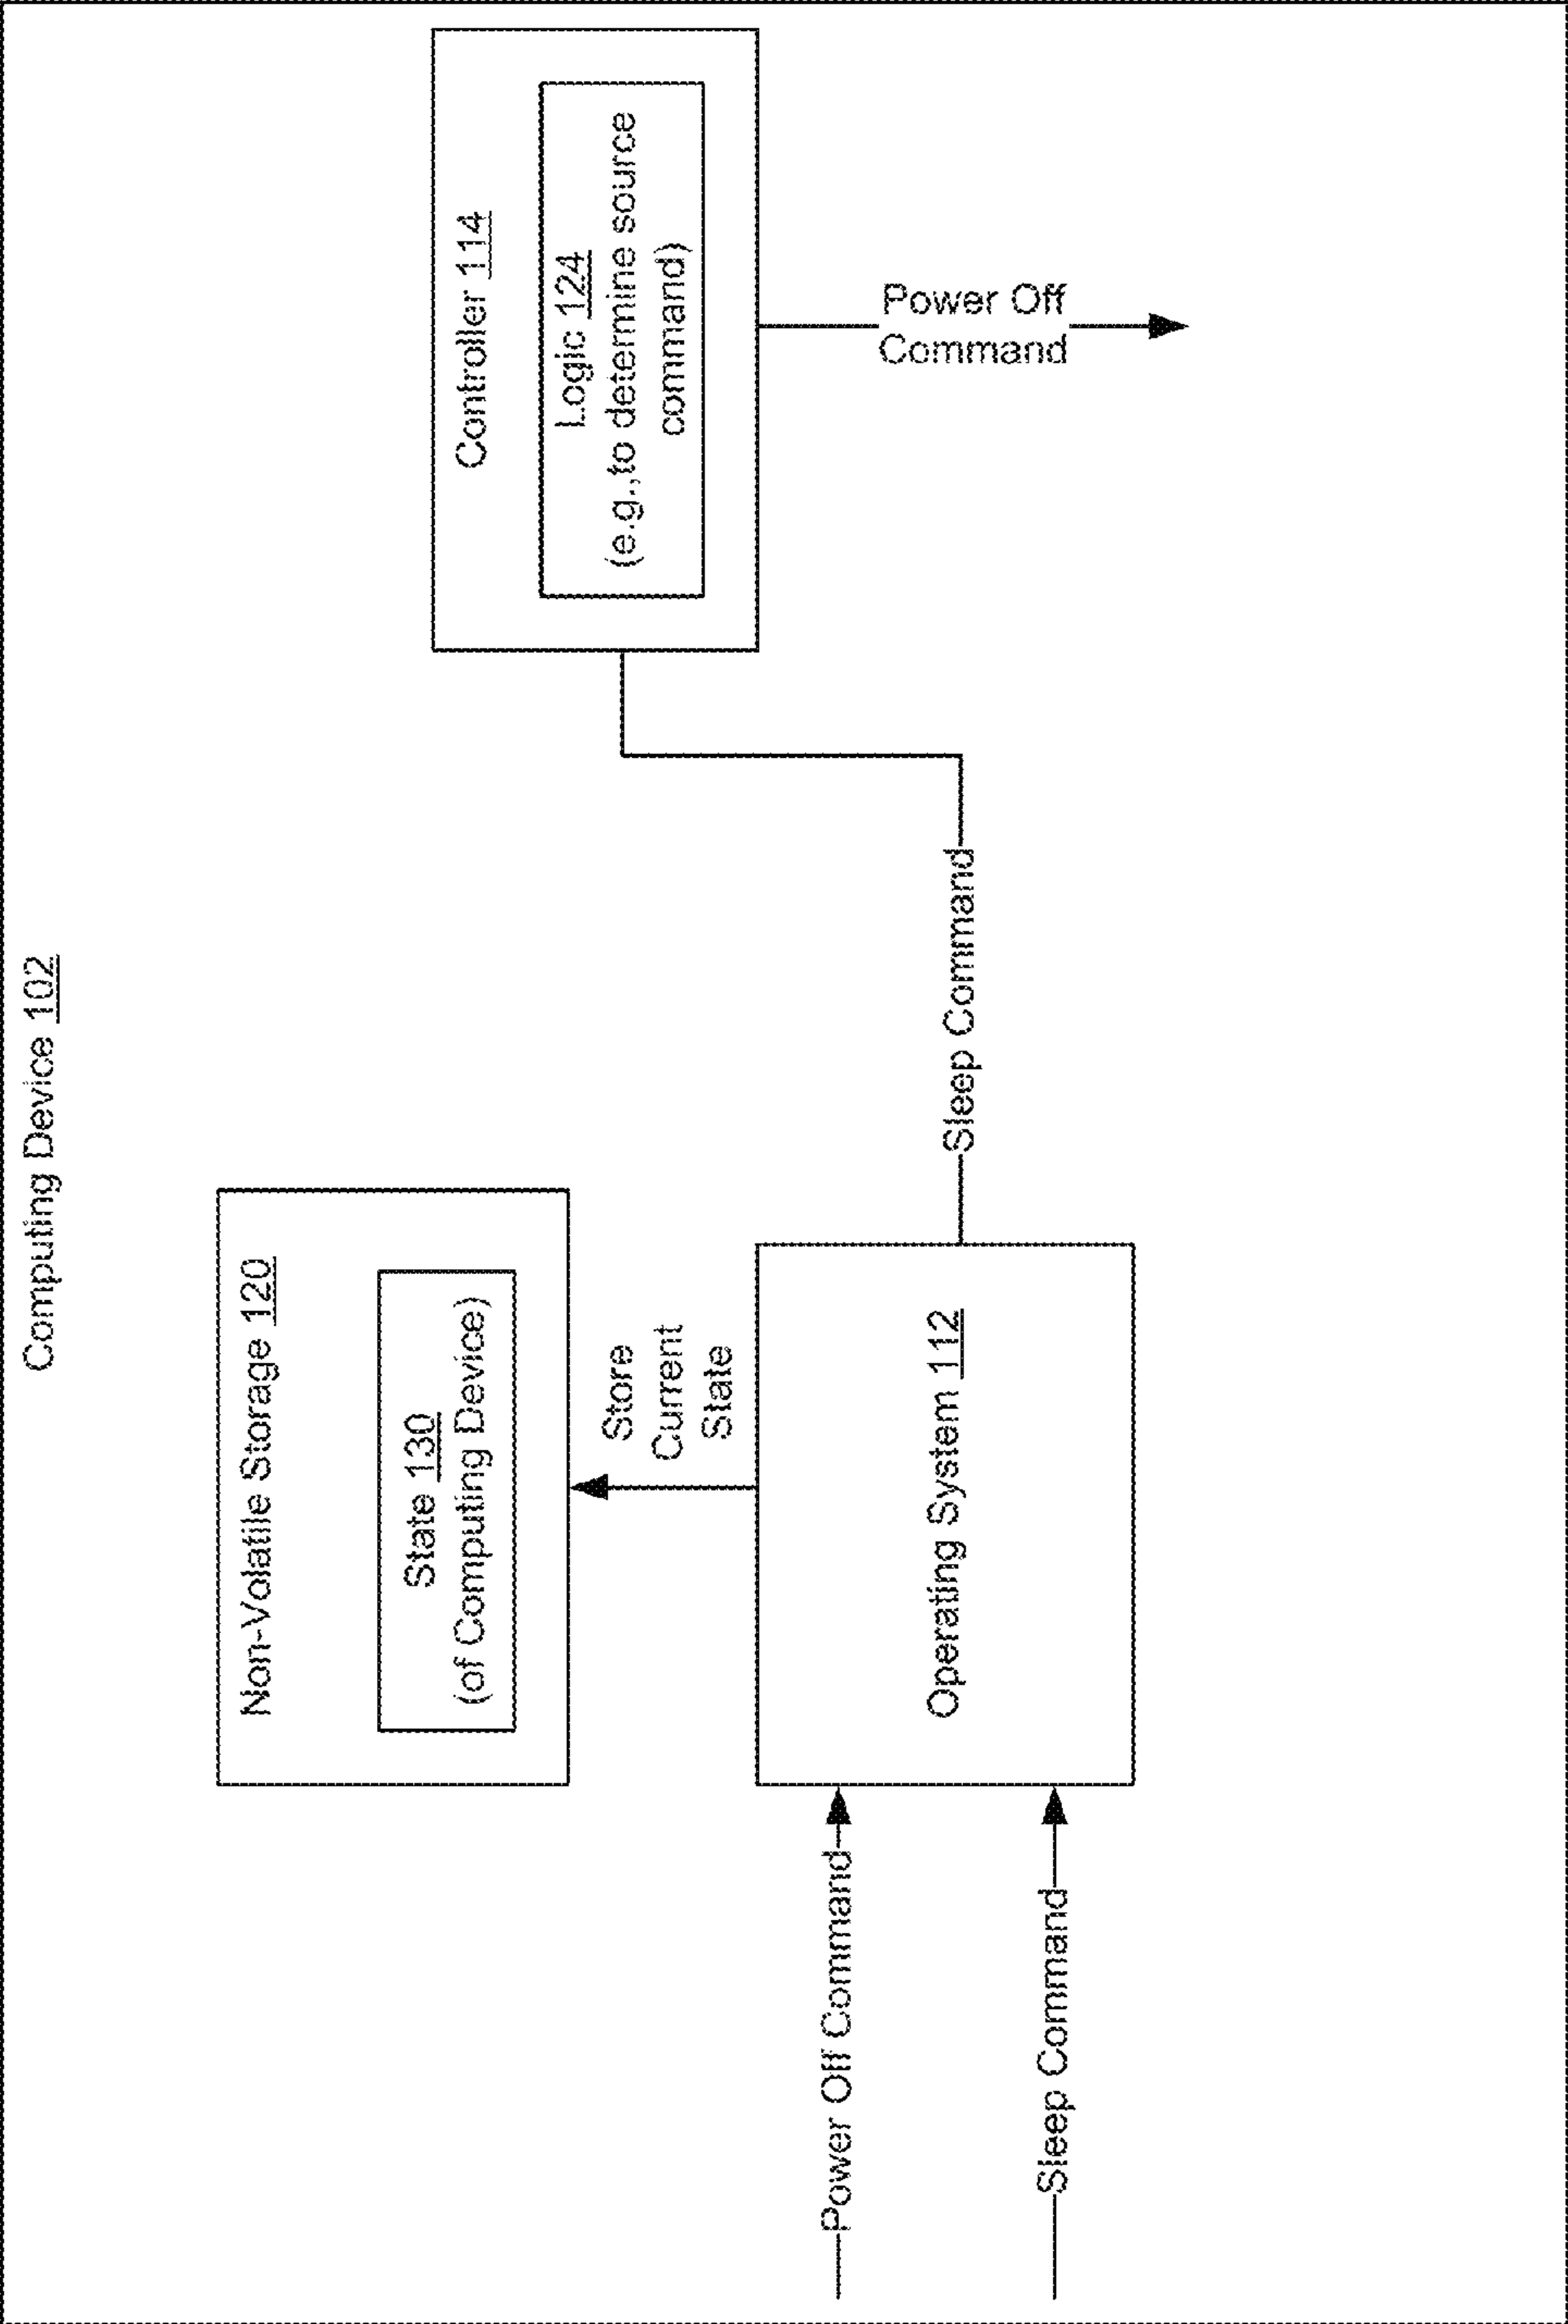 Computing Device 102
Non-Volatile Storage 120
State 130
(of Computing Device)
Store
Current
State
Power Off Command
Sleep Command
Operating System 112
Sleep Command
Controller 114
Logic 124
(e.g.,to determine source
command)
Power Off
Command